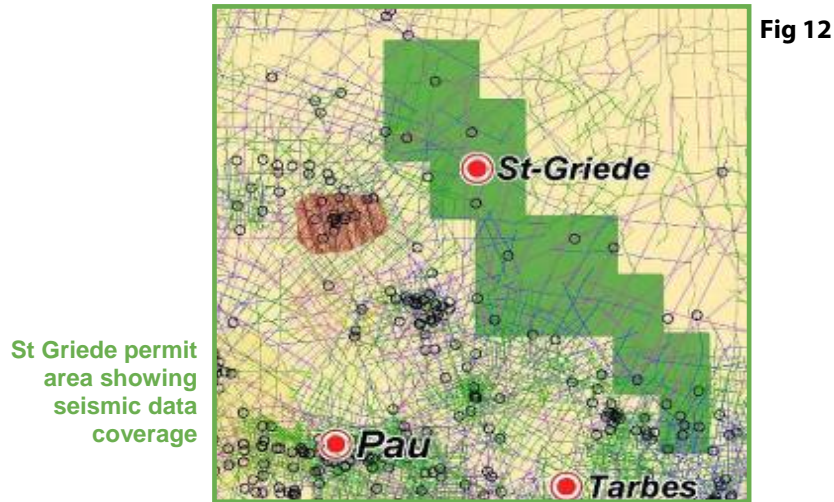 Fig 12
St-Griede
St Griede permit
area showing
seismic data
coverage
Pau
Tarbes